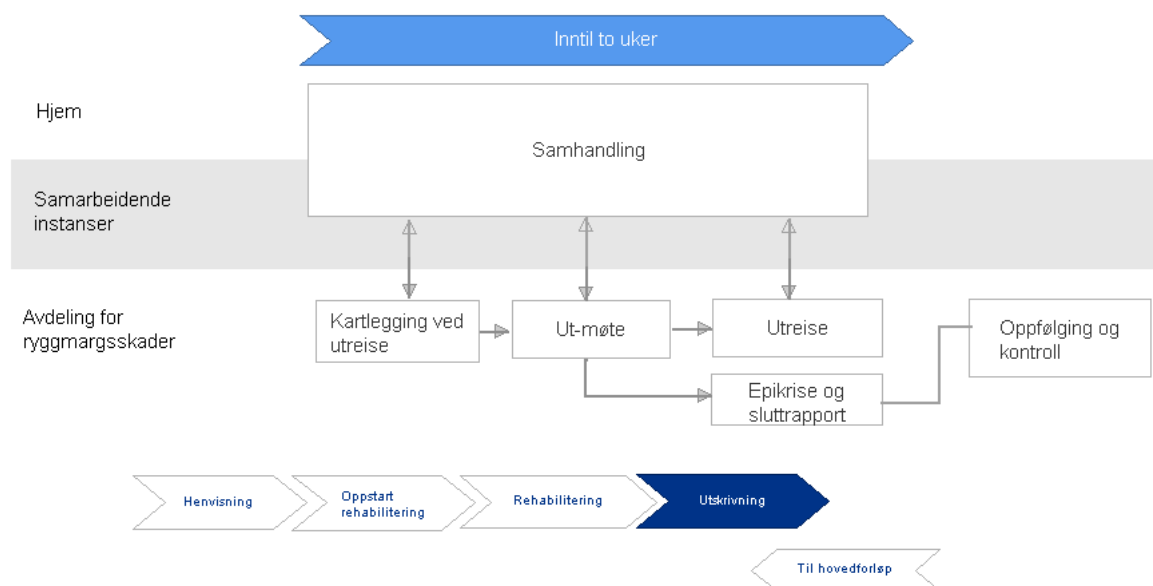 Inntil to uker
Hjem
Samhandling
Samarbeidende
instanser
Avdeling for
ryggmargsskader
Kartlegging ved
utreise
Ut-møte
Utreise
Oppfølging og
kontroll
Epikrise og
sluttrapport
Henvisning
Oppstart
rehabilitering
Rehabilitering
Utskrivning
Til hovedforløp